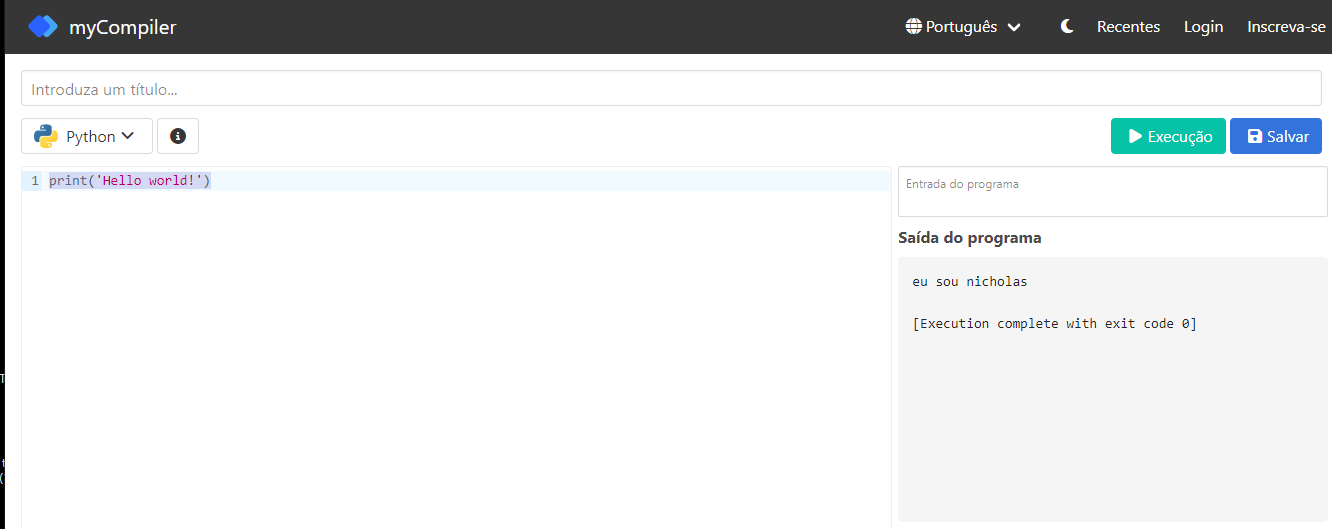 myCompiler
Português
Recentes
Login
Inscreva-se
Introduza um título...
Python
Execução
Salvar
1 print('Hello world!')
Entrada do programa
Saída do programa
eu sou nicholas
[Execution complete with exit code 0]